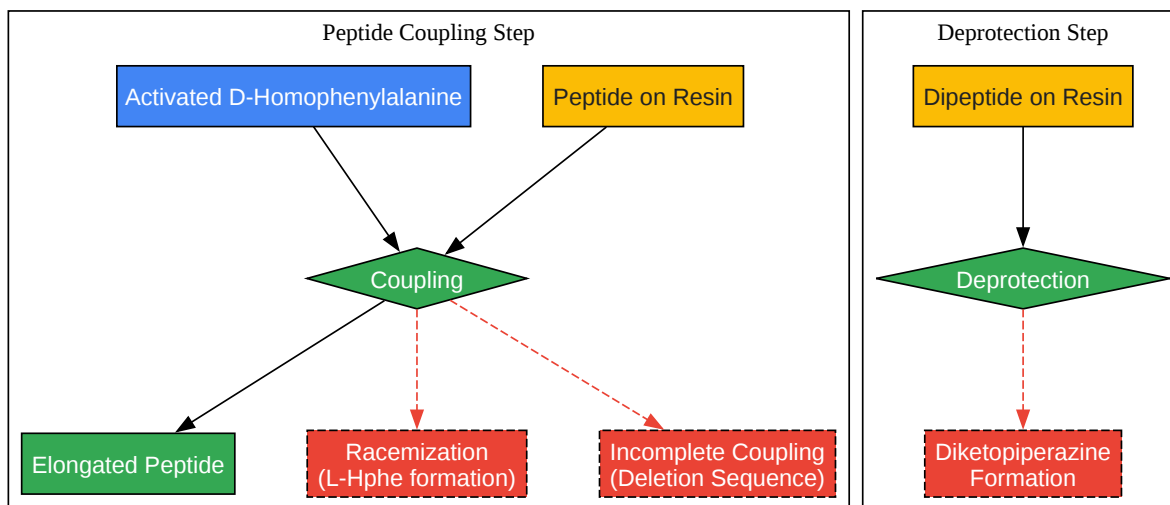 Peptide Coupling Step
Deprotection Step
Activated D-Homophenylalanine
Peptide on Resin
Dipeptide on Resin
Coupling
Deprotection
Elongated Peptide
Racemization
(L-Hphe formation)
Incomplete Coupling
(Deletion Sequence)
Diketopiperazine
Formation